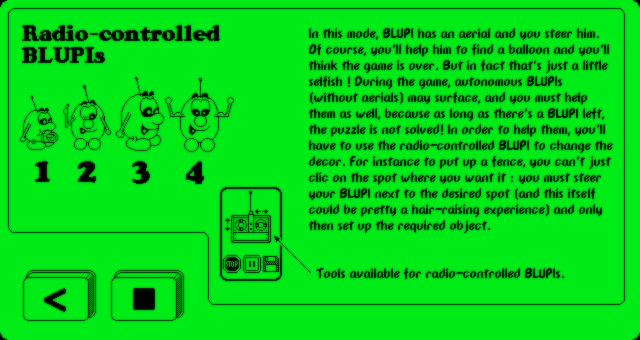 Radio-controlled
BLUPIs
1 2 3 4
In this mode, BLUPI has an aerial and you steer him.
Of course, you'll help him to find a balloon and you'll
think the game is over. But in fact that's just a little
selfish ! During the game, autonomous BLUPIs
(without aerials) may surface, and you must help
them as well, because as long as there's a BLUPI left,
the puzzle is not solved! In order to help them, you'll
have to use the radio-controlled BLUPI to change the
decor. For instance to put up a fence, you can't just
clic on the spot where you want it : you must steer
your BLUPI next to the desired spot (and this itself
could be pretty a hair-raising experience) and only
then set up the required object.
STOP
Tools available for radio-controlled BLUPIs.
<